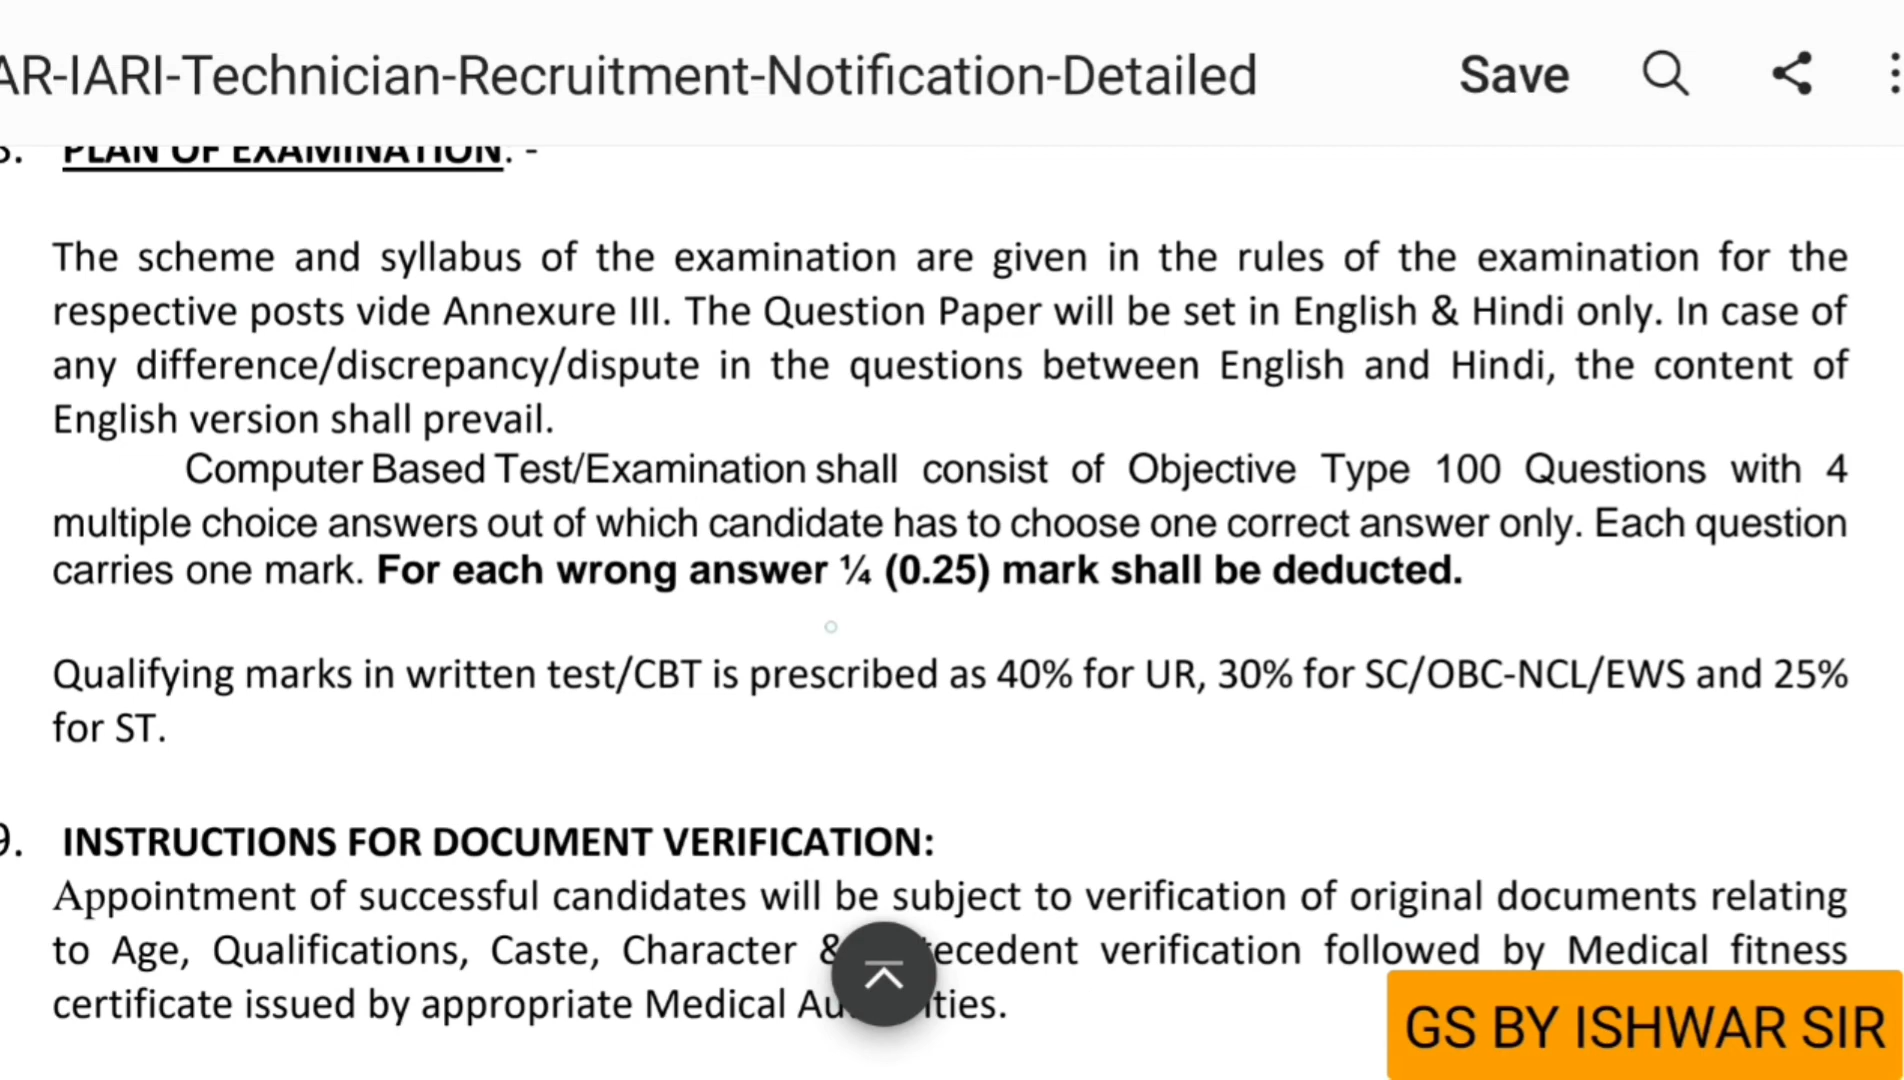 AR-IARI-Technician-Recruitment-Notification-Detailed Save
PLAN OF EXAMINATION: -
The scheme and syllabus of the examination are given in the rules of the examination for the
respective posts vide Annexure III. The Question Paper will be set in English & Hindi only. In case of
any difference/discrepancy/dispute in the questions between English and Hindi, the content of
English version shall prevail.
Computer Based Test/Examination shall consist of Objective Type 100 Questions with 4
multiple choice answers out of which candidate has to choose one correct answer only. Each question
carries one mark. For each wrong answer ¼ (0.25) mark shall be deducted.
Qualifying marks in written test/CBT is prescribed as 40% for UR, 30% for SC/OBC-NCL/EWS and 25%
for ST.
9. INSTRUCTIONS FOR DOCUMENT VERIFICATION:
Appointment of successful candidates will be subject to verification of original documents relating
to Age, Qualifications, Caste, Character & verification followed by Medical fitness
certificate issued by appropriate Medical
GS BY ISHWAR SIR